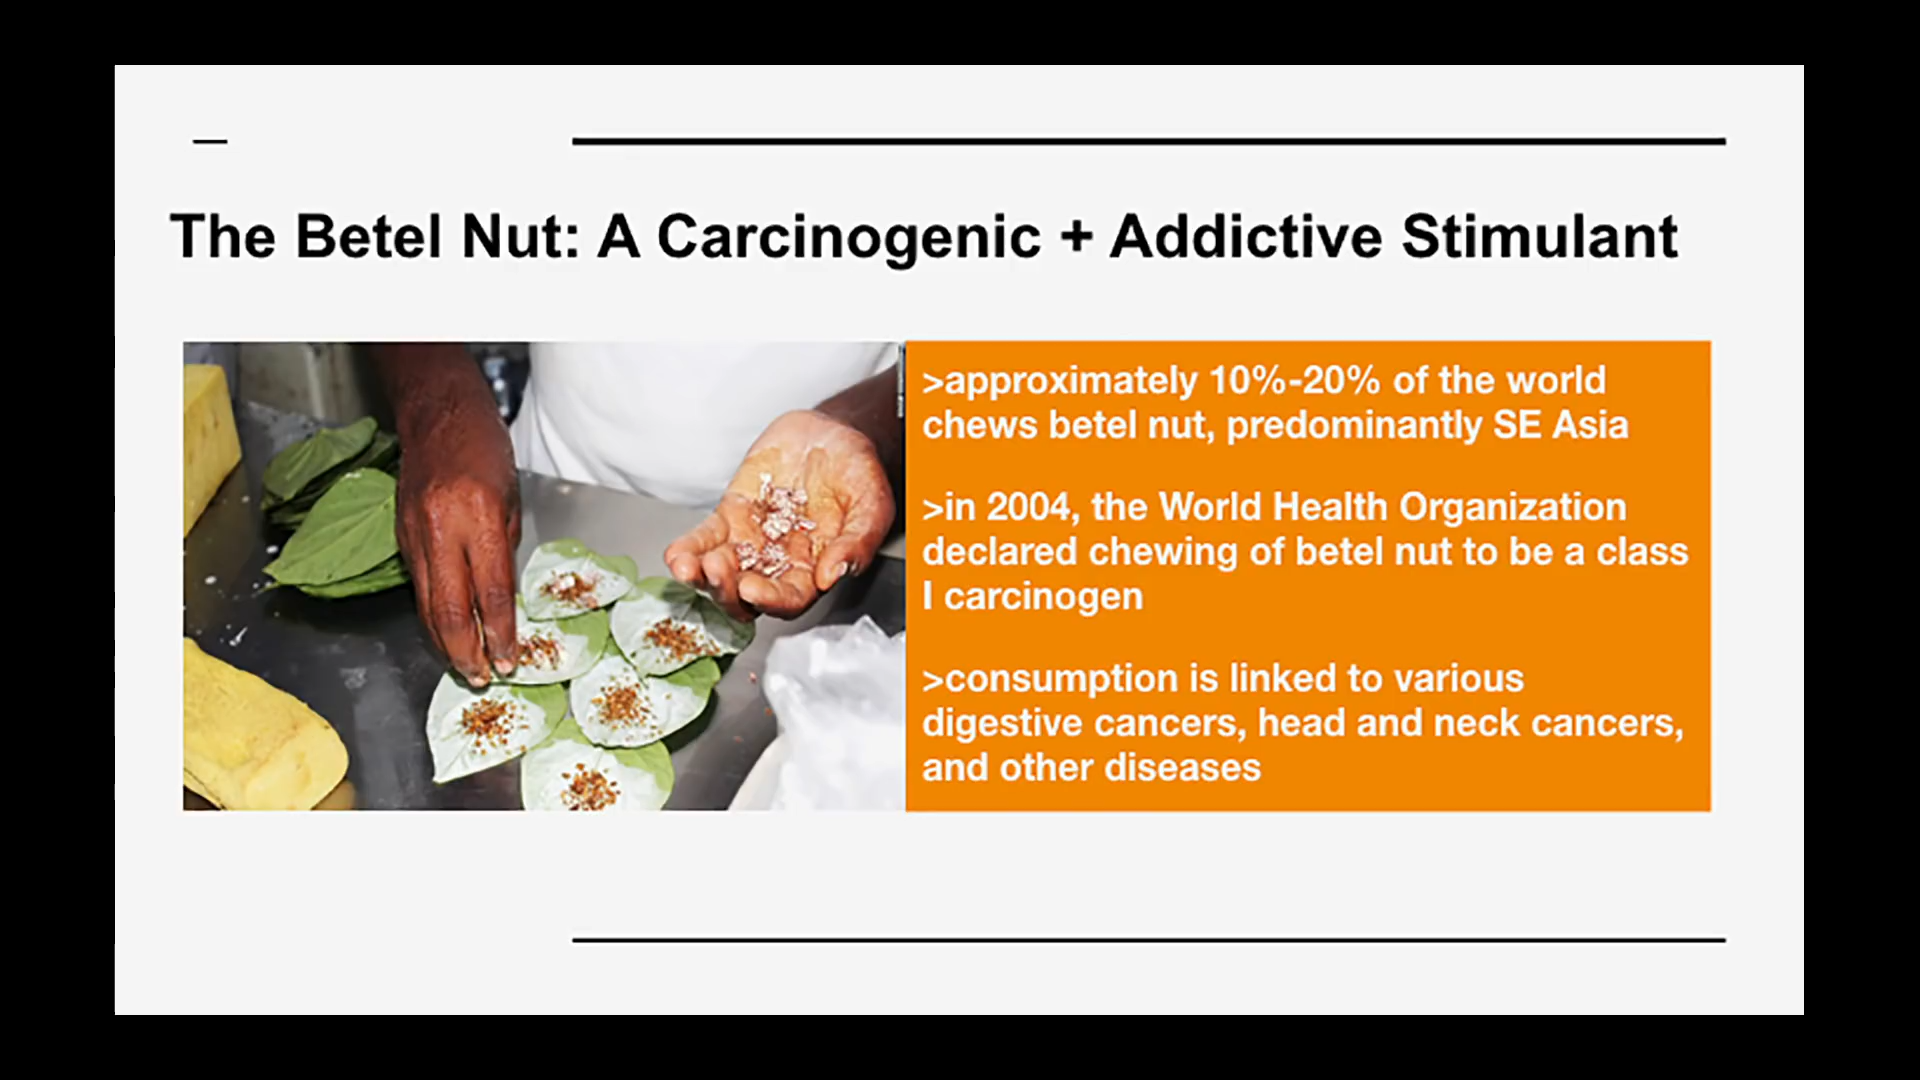 The Betel Nut: A Carcinogenic + Addictive Stimulant
>approximately 10%-20% of the world
chews betel nut, predominantly SE Asia
>in 2004, the World Health Organization
declared chewing of betel nut to be a class
I carcinogen
>consumption is linked to various
digestive cancers, head and neck cancers,
and other diseases